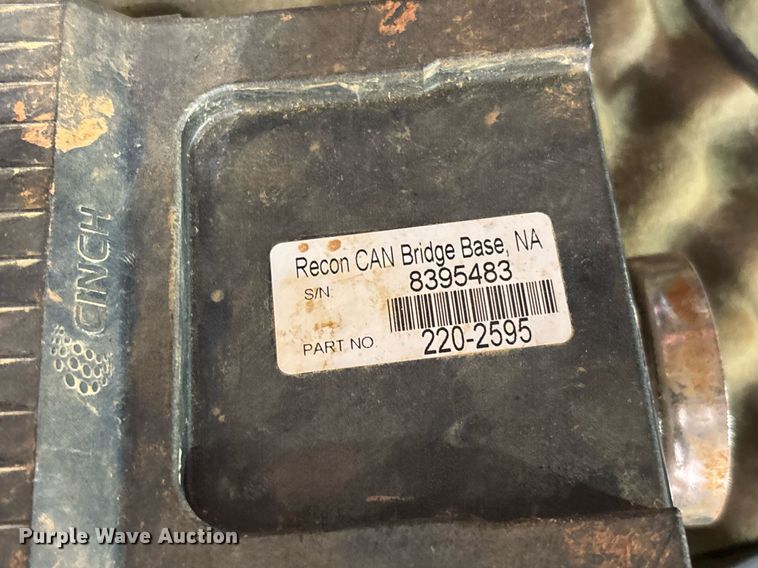 CINCH
Recon CAN Bridge Base, NA
S/N: 8395483
PART NO 220-2595
Purple Wave Auction